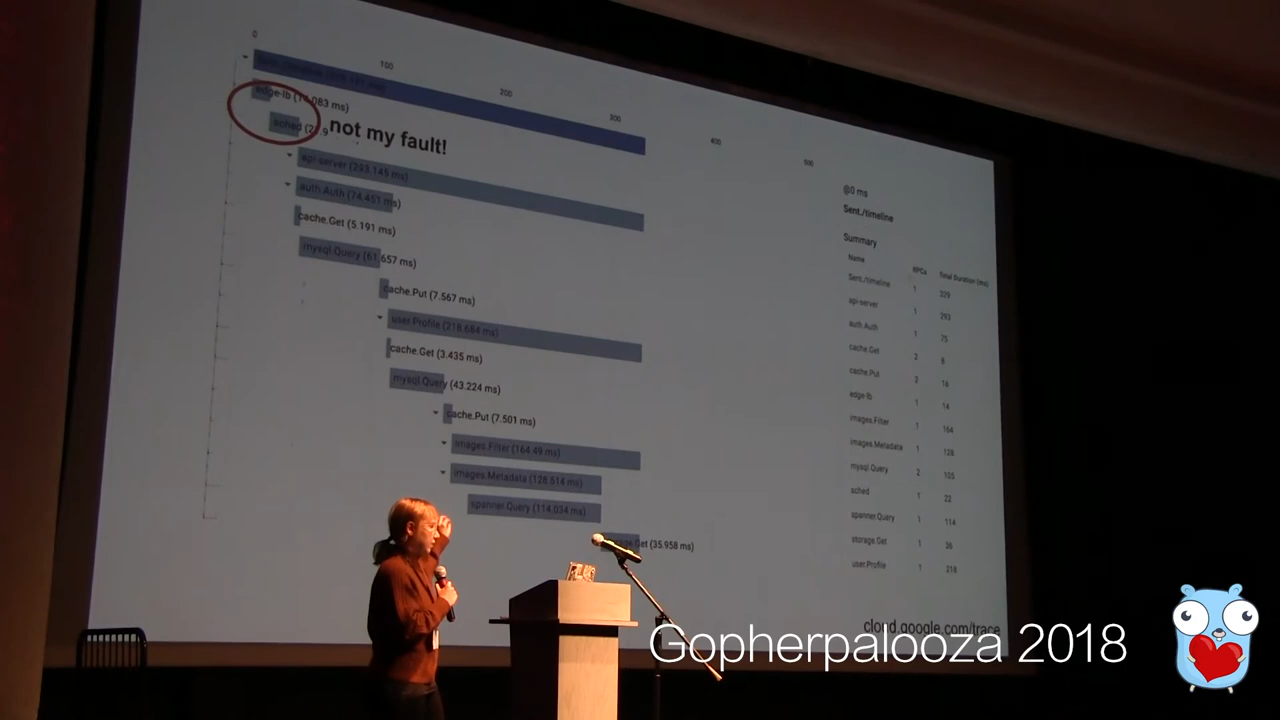 0
100
200
300
400
500
edge-lb (14.083 ms)
sched (2 .9
not my fault!
api-server (293.145 ms)
auth.Auth (74.451 ms)
cache.Get (5.191 ms)
mysql.Query (61.657 ms)
cache.Put (7.567 ms)
user.Profile (218.684 ms)
cache.Get (3.435 ms)
mysql.Query (43.224 ms)
cache.Put (7.501 ms)
images.Filter (164.49 ms)
images.Metadata (128.514 ms)
spanner.Query (114.034 ms)
Get (35.958 ms)
@0 ms
Sent./timeline
Summary
Name RPCs Total Duration (ms)
Sent./timeline 1 329
api-server 1 293
auth.Auth 1 75
cache.Get 2 8
cache.Put 2 16
edge-lb 1 14
images.Filter 1 164
images.Metadata 1 128
mysql.Query 2 105
sched 1 22
spanner.Query 1 114
storage.Get 1 36
user.Profile 1 218
cloud.google.com/trace
Gopherpalooza 2018